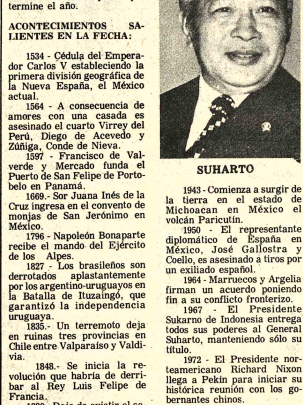 termine el año.
ACONTECIMIENTOS SA-
LIENTES EN LA FECHA:
1534 - Cédula del Empera-
dor Carlos V estableciendo la
primera división geográfica de
la Nueva España, el México
actual.
1564 - A consecuencia de
amores con una casada es
asesinado el cuarto Virrey del
Perú, Diego de Acevedo y
Zúñiga, Conde de Nieva.
1597 - Francisco de Val-
verde y Mercado funda el
Puerto de San Felipe de Porto-
belo en Panamá.
1669.- Sor Juana Inés de la
Cruz ingresa en el convento de
monjas de San Jerónimo en
México.
1796 - Napoleón Bonaparte
recibe el mando del Ejército
de los Alpes.
1827 - Los brasileños son
derrotados aplastantemente
por los argentino-uruguayos en
la Batalla de Ituzaingó, que
garantizó la independencia
uruguaya.
1835.- Un terremoto deja
en ruinas tres provincias en
Chile entre Valparaíso y Valdi-
via.
1848.- Se inicia la re-
volución que habría de derri-
bar al Rey Luis Felipe de
Francia.
SUHARTO
1943 - Comienza a surgir de
la tierra en el estado de
Michoacan en México el
volcán Paricutín.
1950 - El representante
diplomático de España en
México, José Gallostra y
Coello, es asesinado a tiros por
un exiliado español.
1964 - Marruecos y Argelia
firman un acuerdo poniendo
fin a su conflicto fronterizo.
1967 - El Presidente
Sukarno de Indonesia entrega
todos sus poderes al General
Suharto, manteniendo sólo su
título.
1972 - El Presidente nor-
teamericano Richard Nixon
llega a Pekín para iniciar su
histórica reunión con los go-
bernantes chinos.